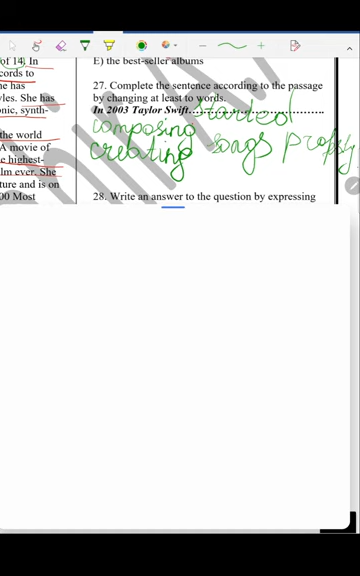 of 14. In
cords to
e has
yles. She has
onic, synth-
the world
A movie of
e highest-
ilm ever. She
ture and is on
00 Most
E) the best-seller albums
27. Complete the sentence according to the passage
by changing at least to words.
In 2003 Taylor Swift
started
composing
creating songs
28. Write an answer to the question by expressing